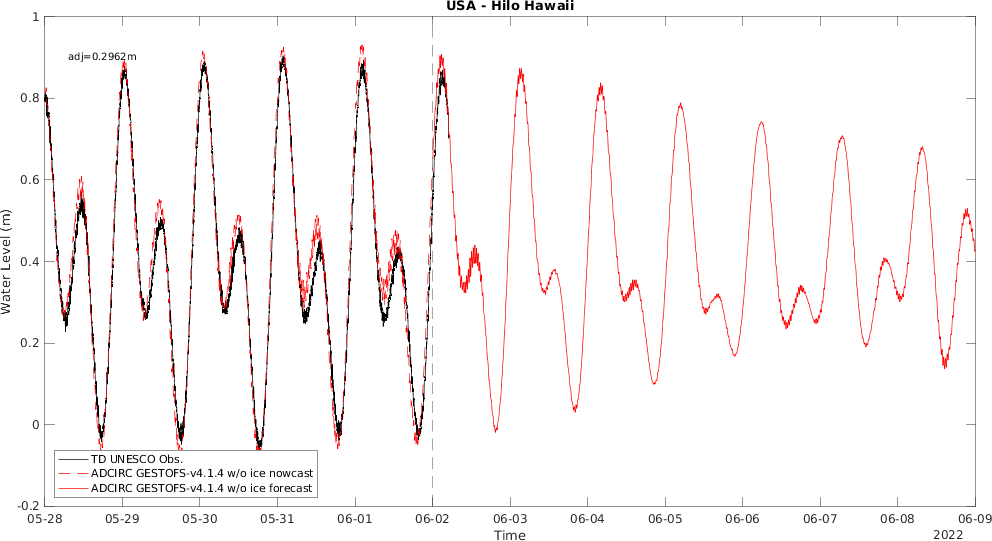 USA - Hilo Hawaii
adj=0.2962m
1
0.8
0.6
0.4
0.2
0
-0.2
Water Level (m)
TD UNESCO Obs.
ADCIRC GESTOFS-v4.1.4 w/o ice nowcast
ADCIRC GESTOFS-v4.1.4 w/o ice forecast
05-28 05-29 05-30 05-31 06-01 06-02 06-03 06-04 06-05 06-06 06-07 06-08 06-09
Time
2022